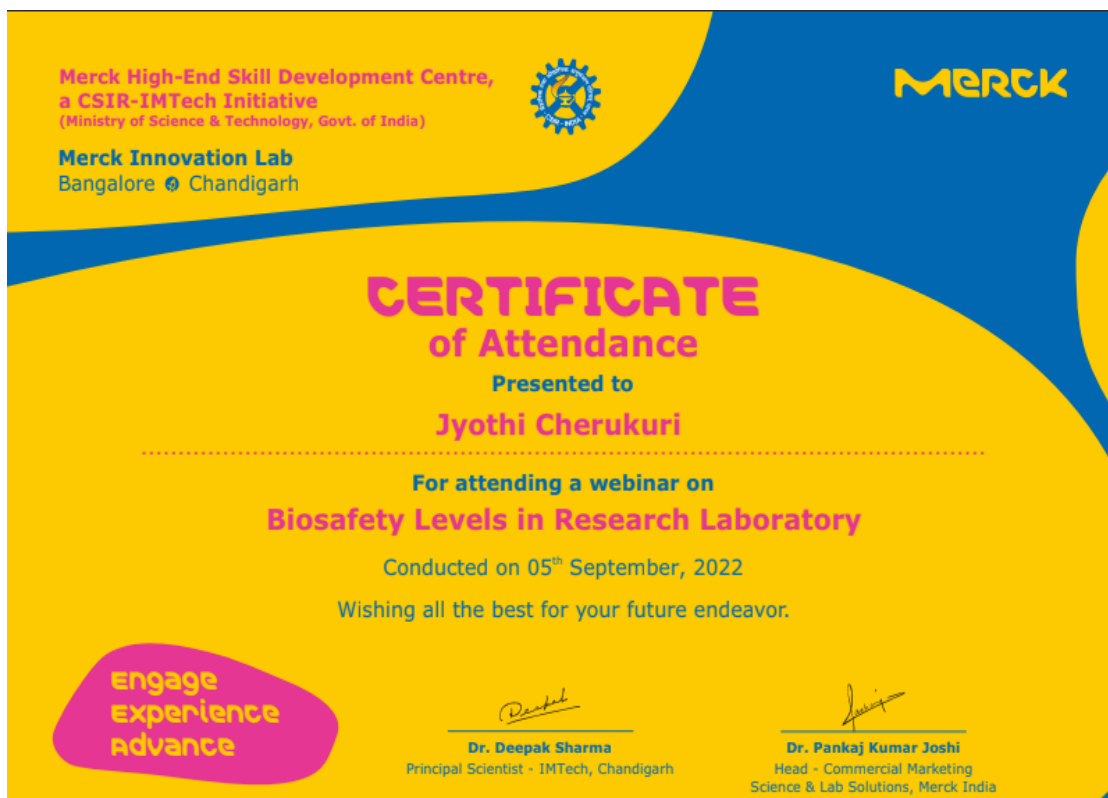 Merck High-End Skill Development Centre,
a CSIR-IMTech Initiative
(Ministry of Science & Technology, Govt. of India)
Merck Innovation Lab
Bangalore Chandigarh
MERCK
CERTIFICATE
of Attendance
Presented to
Jyothi Cherukuri
For attending a webinar on
Biosafety Levels in Research Laboratory
Conducted on 05th September, 2022
Wishing all the best for your future endeavor.
Engage
Experience
Advance
Deepak
Dr. Deepak Sharma
Principal Scientist - IMTech, Chandigarh
Dr. Pankaj Kumar Joshi
Head - Commercial Marketing
Science & Lab Solutions, Merck India